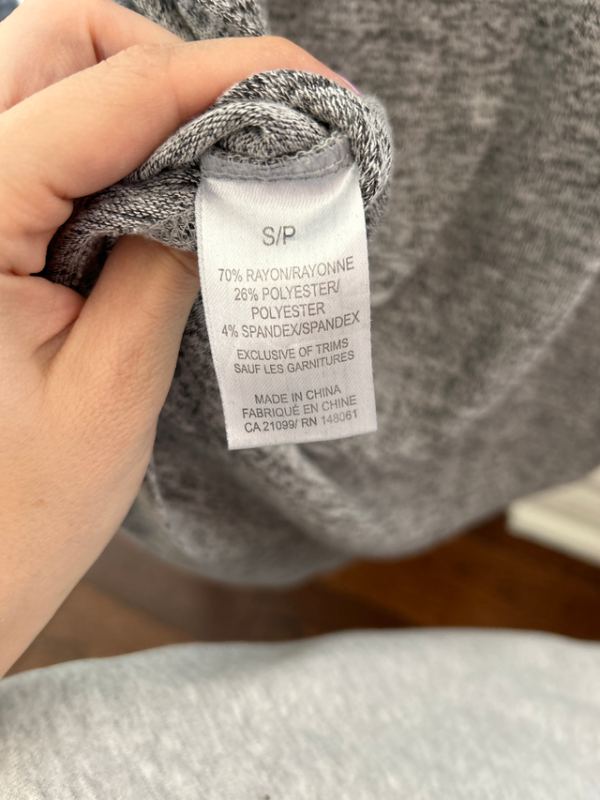 S/P
70% RAYON/RAYONNE
26% POLYESTER/
POLYESTER
4% SPANDEX/SPANDEX
EXCLUSIVE OF TRIMS
SAUF LES GARNITURES
MADE IN CHINA
FABRIQUÉ EN CHINE
CA 21099/ RN 148061